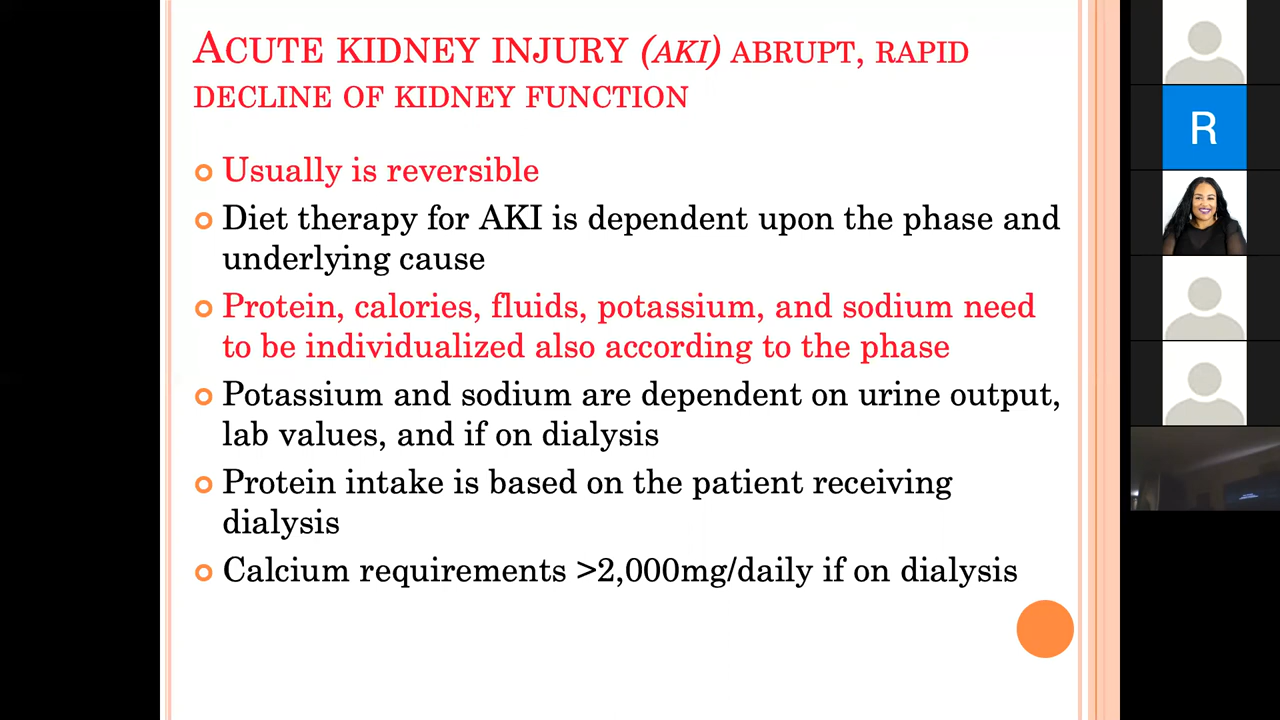 ACUTE KIDNEY INJURY (AKI) ABRUPT, RAPID
DECLINE OF KIDNEY FUNCTION
Usually is reversible
Diet therapy for AKI is dependent upon the phase and
underlying cause
Protein, calories, fluids, potassium, and sodium need
to be individualized also according to the phase
Potassium and sodium are dependent on urine output,
lab values, and if on dialysis
Protein intake is based on the patient receiving
dialysis
Calcium requirements >2,000mg/daily if on dialysis
R